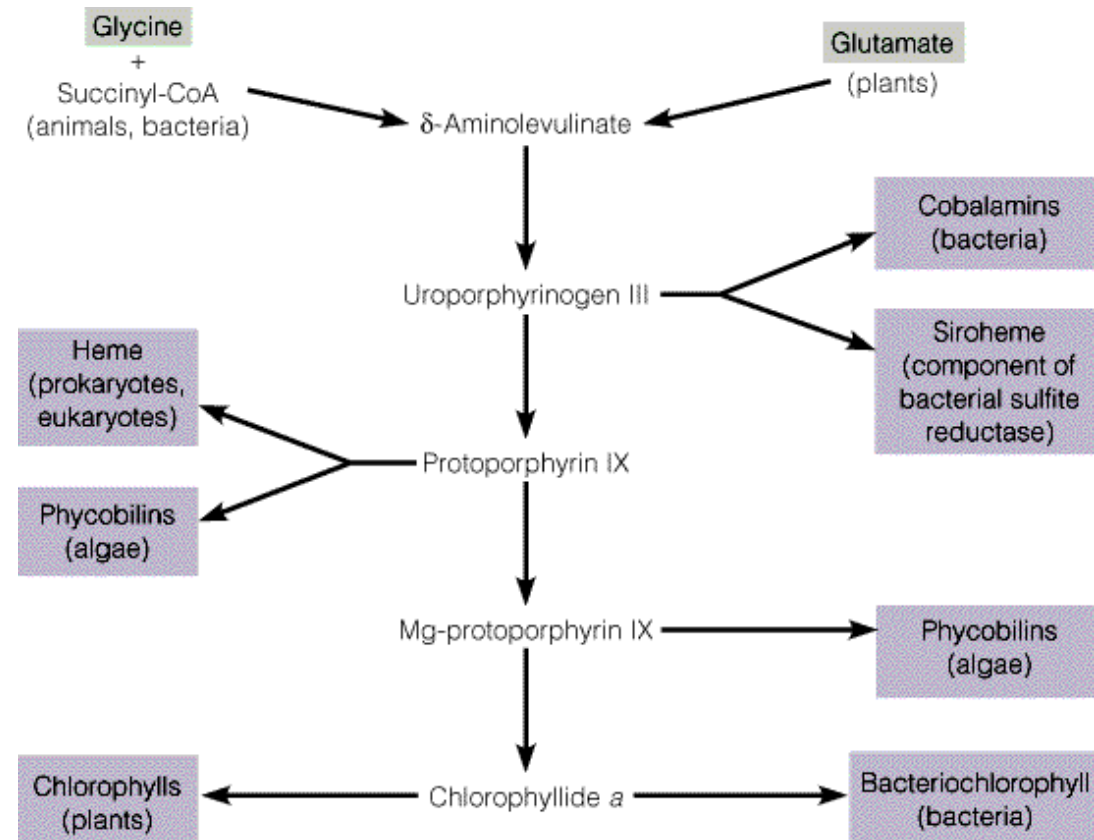 Glycine
+
Succinyl-CoA
(animals, bacteria)
Glutamate
(plants)
δ-Aminolevulinate
Cobalamins
(bacteria)
Uroporphyrinogen III
Siroheme
(component of
bacterial sulfite
reductase)
Heme
(prokaryotes,
eukaryotes)
Protoporphyrin IX
Phycobilins
(algae)
Mg-protoporphyrin IX
Phycobilins
(algae)
Chlorophylls
(plants)
Chlorophyllide a
Bacteriochlorophyll
(bacteria)